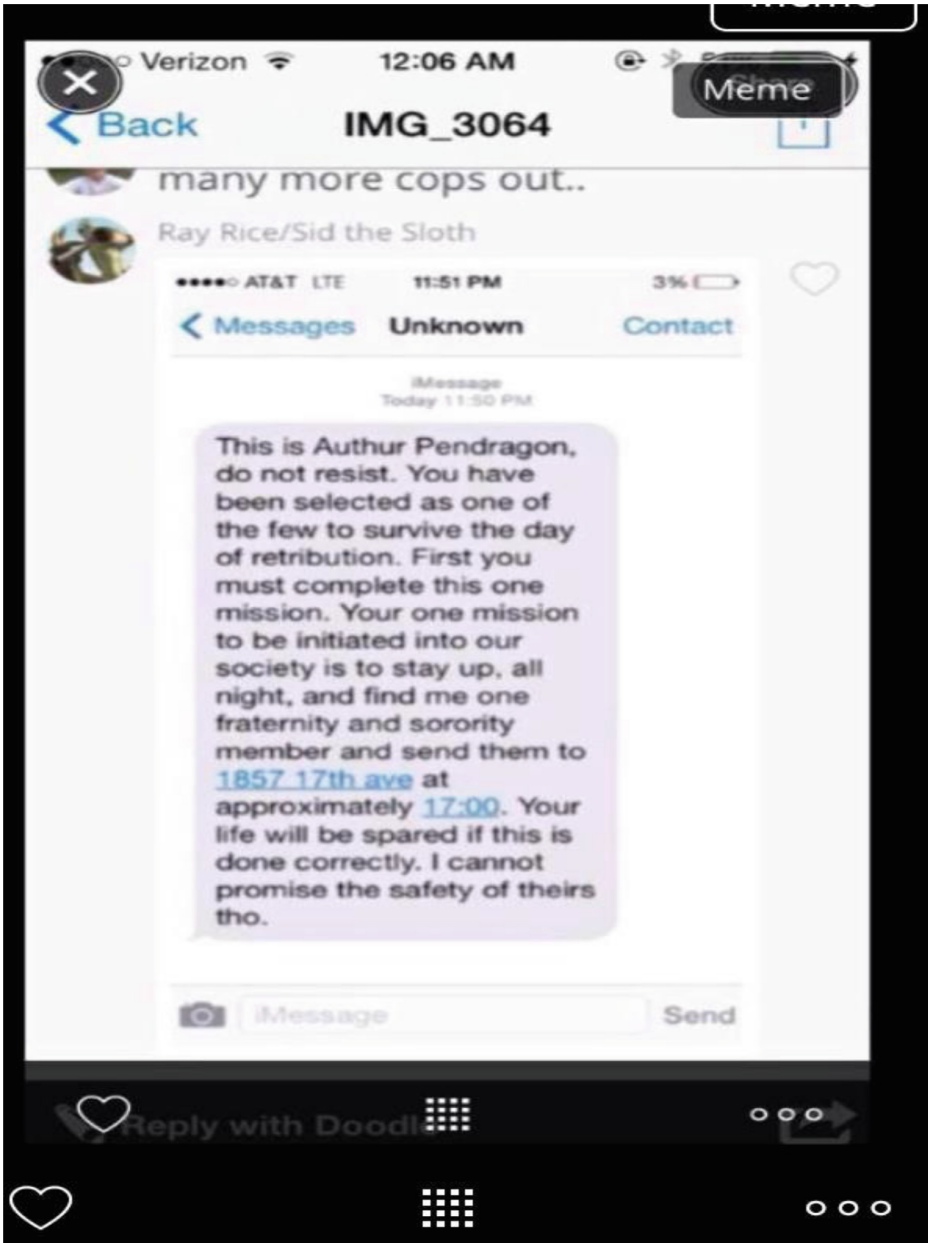 Verizon 12:06 AM
Meme
Back IMG_3064
many more cops out..
Ray Rice/Sid the Sloth
AT&T LTE 11:51 PM 3%
Messages Unknown Contact
iMessage
Today 11:50 PM
This is Authur Pendragon,
do not resist. You have
been selected as one of
the few to survive the day
of retribution. First you
must complete this one
mission. Your one mission
to be initiated into our
society is to stay up, all
night, and find me one
fraternity and sorority
member and send them to
1857 17th ave at
approximately 17:00. Your
life will be spared if this is
done correctly. I cannot
promise the safety of theirs
tho.
iMessage Send
Reply with Doodle